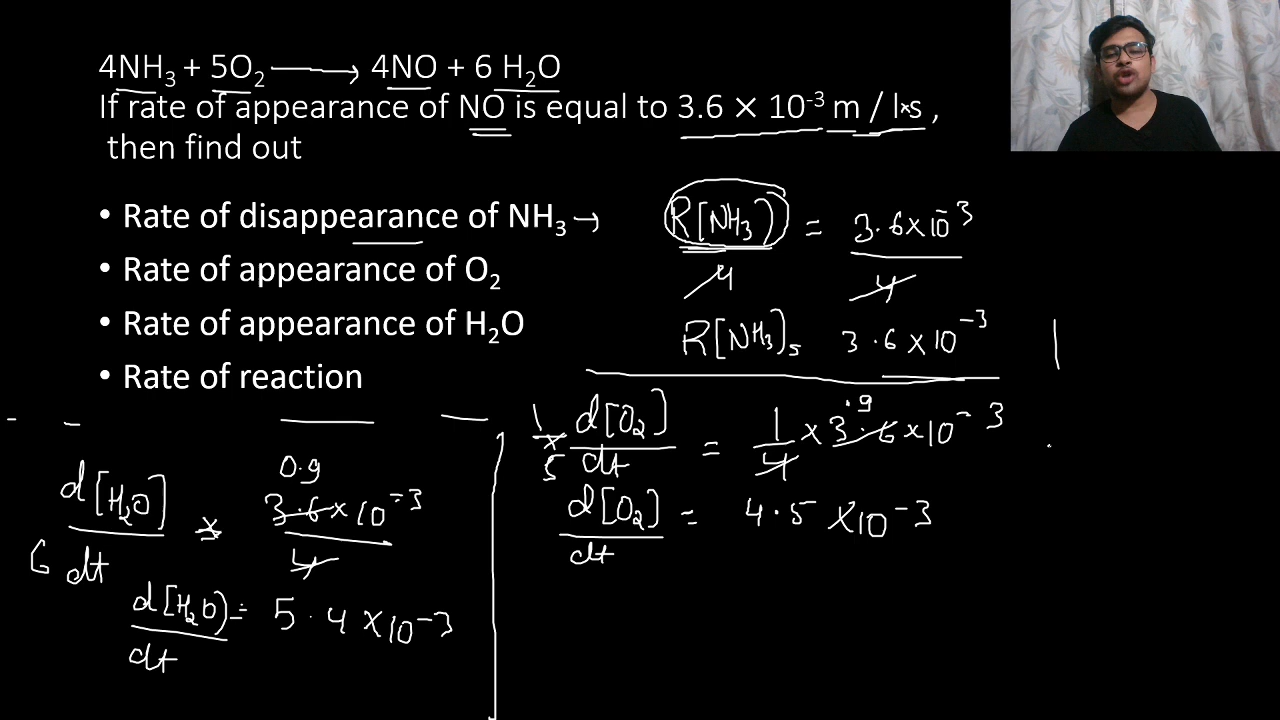 4NH₃ + 5O₂ ⟶ 4NO + 6 H₂O
If rate of appearance of NO is equal to 3.6 × 10⁻³ m / l×s ,
then find out
• Rate of disappearance of NH₃ →
• Rate of appearance of O₂
• Rate of appearance of H₂O
• Rate of reaction
R[NH₃] = 3.6×10⁻³
4 4
R[NH₃]= 3.6×10⁻³
1/5 × d[O₂]/dt = 1/4 × 3.6×10⁻³
.9
d[O₂]/dt = 4.5 ×10⁻³
0.9
d[H₂O] = 3.6×10⁻³
6 dt 4
d[H₂O]/dt = 5.4 ×10⁻³